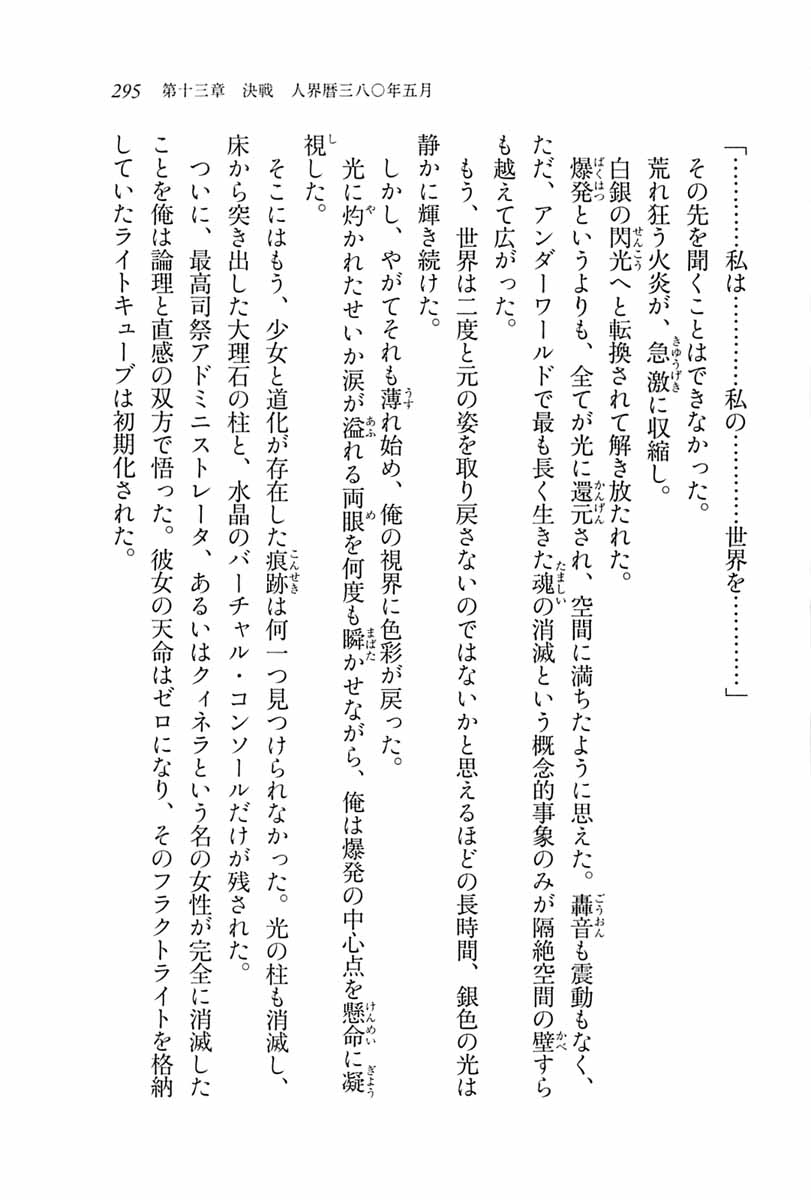 295　第十三章　決戦　人界暦三八〇年五月
「…………私は…………私の…………世界を…………」
その先を聞くことはできなかった。
荒れ狂う火炎が、急激に収縮し。
白銀の閃光へと転換されて解き放たれた。
爆発というよりも、全てが光に還元され、空間に満ちたように思えた。轟音も震動もなく、
ただ、アンダーワールドで最も長く生きた魂の消滅という概念的事象のみが隔絶空間の壁すら
も越えて広がった。
もう、世界は二度と元の姿を取り戻さないのではないかと思えるほどの長時間、銀色の光は
静かに輝き続けた。
しかし、やがてそれも薄れ始め、俺の視界に色彩が戻った。
光に灼かれたせいか涙が溢れる両眼を何度も瞬かせながら、俺は爆発の中心点を懸命に凝
視した。
そこにはもう、少女と道化が存在した痕跡は何一つ見つけられなかった。光の柱も消滅し、
床から突き出した大理石の柱と、水晶のバーチャル・コンソールだけが残された。
ついに、最高司祭アドミニストレータ、あるいはクィネラという名の女性が完全に消滅した
ことを俺は論理と直感の双方で悟った。彼女の天命はゼロになり、そのフラクトライトを格納
していたライトキューブは初期化された。